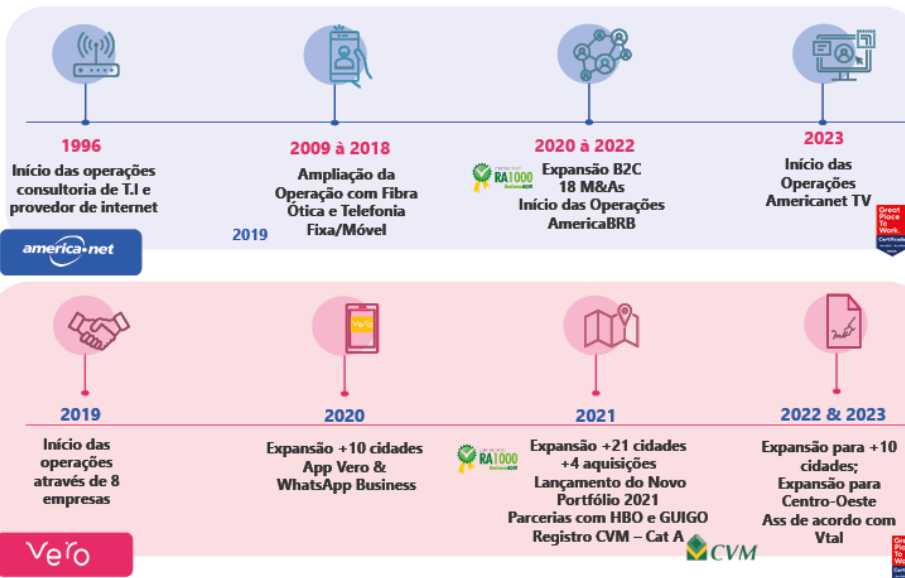 1996
Início das operações
consultoria de T.I e
provedor de internet
2009 à 2018
Ampliação da
Operação com Fibra
Ótica e Telefonia
Fixa/Móvel
2019
2020 à 2022
RA1000
Expansão B2C
18 M&As
Início das Operações
AmericaBRB
2023
Início das
Operações
Americanet TV
Great
Place
To
Work.
america•net
vero
2019
Início das
operações
através de 8
empresas
2020
Expansão +10 cidades
App Vero &
WhatsApp Business
2021
RA1000
Expansão +21 cidades
+4 aquisições
Lançamento do Novo
Portfólio 2021
Parcerias com HBO e GUIGO
Registro CVM – Cat A
CVM
2022 & 2023
Expansão para +10
cidades;
Expansão para
Centro-Oeste
Ass de acordo com
Vtal
vero